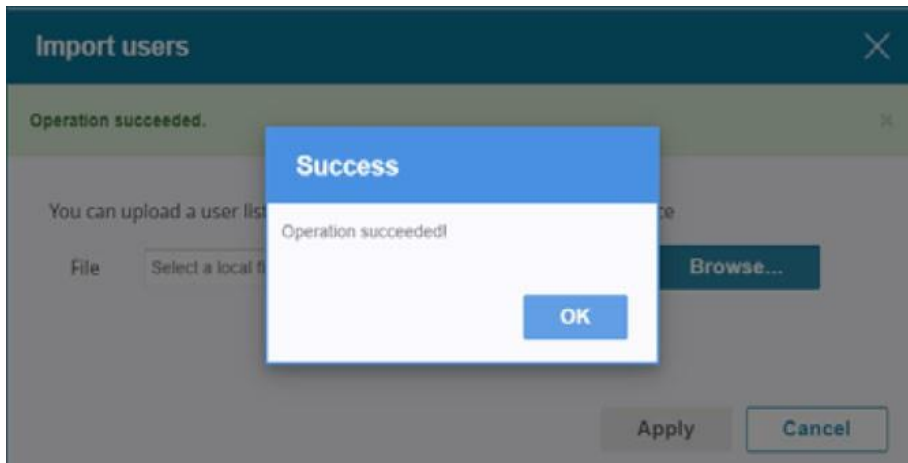 Import users
Operation succeeded.
Success
You can upload a user list
Operation succeeded!
File
Select a local fi
Browse...
OK
Apply
Cancel